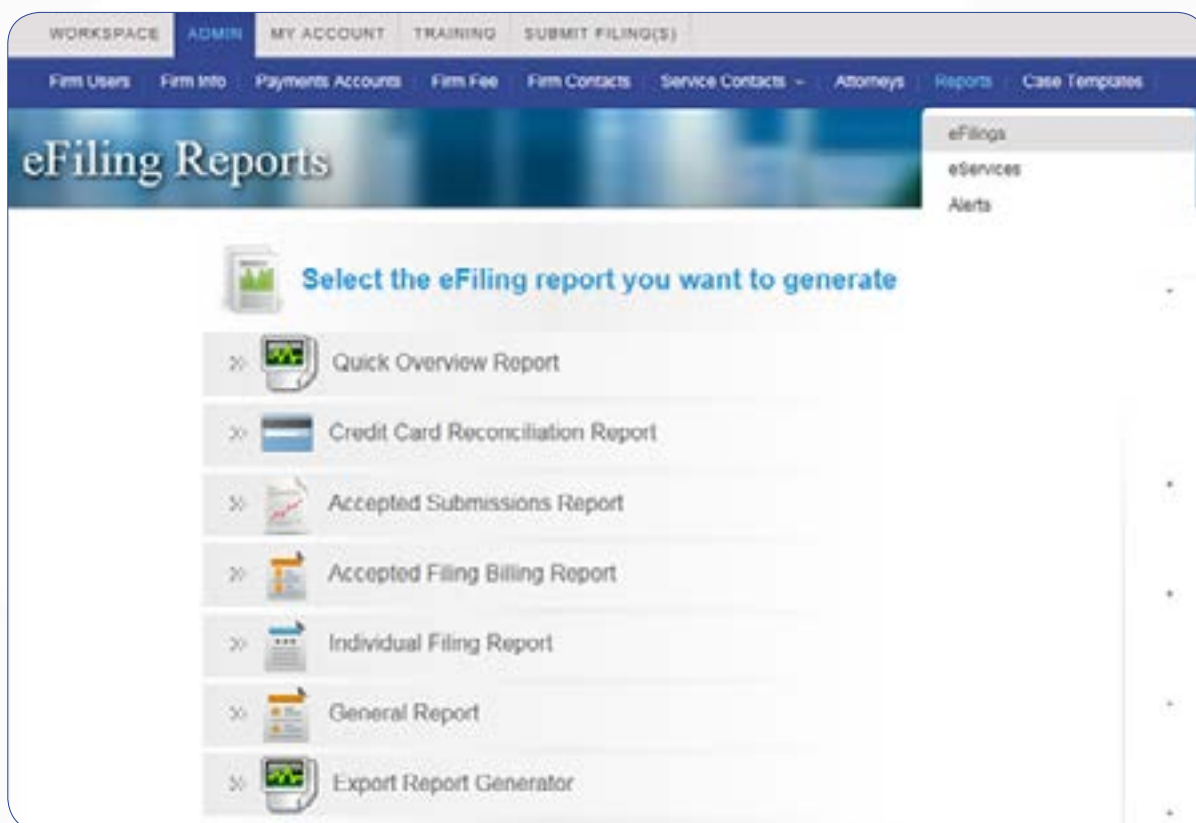 WORKSPACE ADMIN MY ACCOUNT TRAINING SUBMIT FILING(S)
Firm Users Firm Info Payments Accounts Firm Fee Firm Contacts Service Contacts Attorneys Reports Case Templates
eFiling Reports
eFilings
eServices
Alerts
Select the eFiling report you want to generate
Quick Overview Report
Credit Card Reconciliation Report
Accepted Submissions Report
Accepted Filing Billing Report
Individual Filing Report
General Report
Export Report Generator